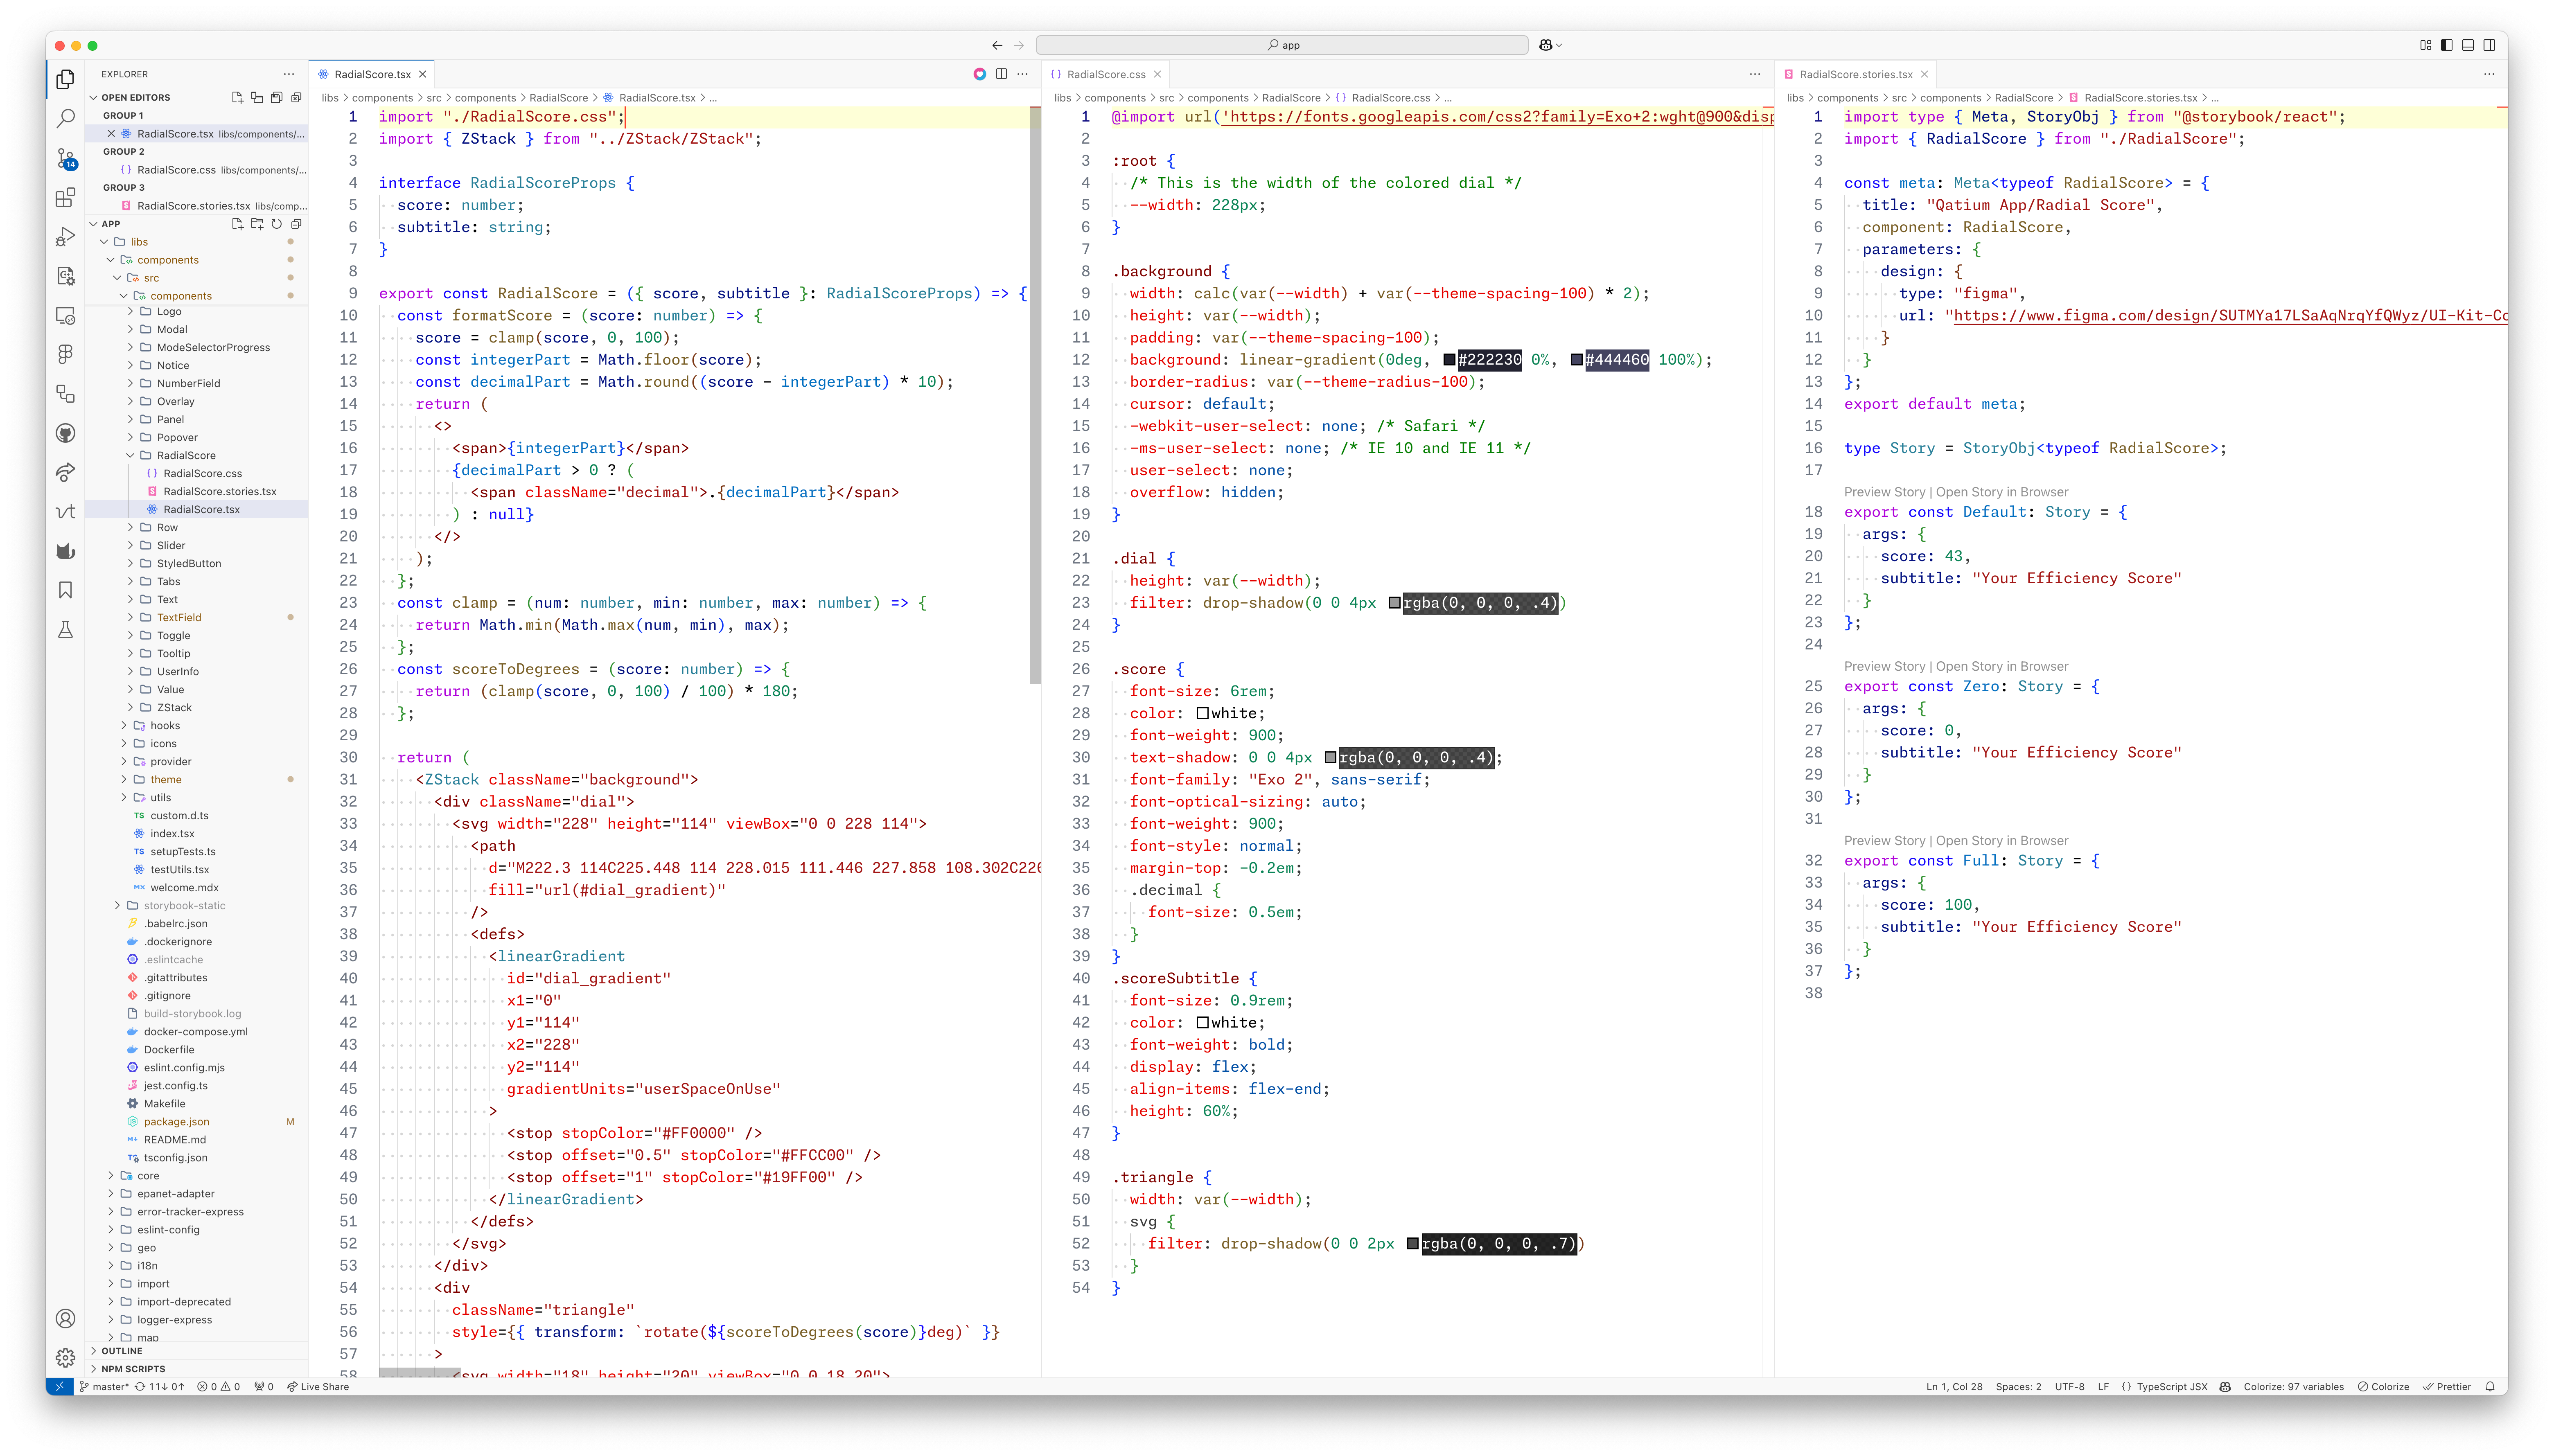 app
EXPLORER
OPEN EDITORS
GROUP 1
RadialScore.tsx libs/components/...
GROUP 2
RadialScore.css libs/components/...
GROUP 3
RadialScore.stories.tsx libs/comp...
APP
libs
components
src
components
Logo
Modal
ModeSelectorProgress
Notice
NumberField
Overlay
Panel
Popover
RadialScore
RadialScore.css
RadialScore.stories.tsx
RadialScore.tsx
Row
Slider
StyledButton
Tabs
Text
TextField
Toggle
Tooltip
UserInfo
Value
ZStack
hooks
icons
provider
theme
utils
TS custom.d.ts
index.tsx
TS setupTests.ts
testUtils.tsx
welcome.mdx
storybook-static
.babelrc.json
.dockerignore
.eslintcache
.gitattributes
.gitignore
build-storybook.log
docker-compose.yml
Dockerfile
eslint.config.mjs
jest.config.ts
Makefile
package.json M
README.md
tsconfig.json
core
epanet-adapter
error-tracker-express
eslint-config
geo
i18n
import
import-deprecated
logger-express
map
OUTLINE
NPM SCRIPTS
14
RadialScore.tsx
libs > components > src > components > RadialScore > RadialScore.tsx > ...
1 import "./RadialScore.css";
2 import { ZStack } from "../ZStack/ZStack";
3
4 interface RadialScoreProps {
5 score: number;
6 subtitle: string;
7 }
8
9 export const RadialScore = ({ score, subtitle }: RadialScoreProps) => {
10 const formatScore = (score: number) => {
11 score = clamp(score, 0, 100);
12 const integerPart = Math.floor(score);
13 const decimalPart = Math.round((score - integerPart) * 10);
14 return (
15 <>
16 <span>{integerPart}</span>
17 {decimalPart > 0 ? (
18 <span className="decimal">.{decimalPart}</span>
19 ) : null}
20 </>
21 );
22 };
23 const clamp = (num: number, min: number, max: number) => {
24 return Math.min(Math.max(num, min), max);
25 };
26 const scoreToDegrees = (score: number) => {
27 return (clamp(score, 0, 100) / 100) * 180;
28 };
29
30 return (
31 <ZStack className="background">
32 <div className="dial">
33 <svg width="228" height="114" viewBox="0 0 228 114">
34 <path
35 d="M222.3 114C225.448 114 228.015 111.446 227.858 108.302C226
36 fill="url(#dial_gradient)"
37 />
38 <defs>
39 <linearGradient
40 id="dial_gradient"
41 x1="0"
42 y1="114"
43 x2="228"
44 y2="114"
45 gradientUnits="userSpaceOnUse"
46 >
47 <stop stopColor="#FF0000" />
48 <stop offset="0.5" stopColor="#FFCC00" />
49 <stop offset="1" stopColor="#19FF00" />
50 </linearGradient>
51 </defs>
52 </svg>
53 </div>
54 <div
55 className="triangle"
56 style={{ transform: `rotate(${scoreToDegrees(score)}deg)` }}
57 >
58 <svg width="18" height="20" viewBox="0 0 18 20">
RadialScore.css
libs > components > src > components > RadialScore > RadialScore.css > ...
1 @import url('https://fonts.googleapis.com/css2?family=Exo+2:wght@900&disp
2
3 :root {
4 /* This is the width of the colored dial */
5 --width: 228px;
6 }
7
8 .background {
9 width: calc(var(--width) + var(--theme-spacing-100) * 2);
10 height: var(--width);
11 padding: var(--theme-spacing-100);
12 background: linear-gradient(0deg, #222230 0%, #444460 100%);
13 border-radius: var(--theme-radius-100);
14 cursor: default;
15 -webkit-user-select: none; /* Safari */
16 -ms-user-select: none; /* IE 10 and IE 11 */
17 user-select: none;
18 overflow: hidden;
19 }
20
21 .dial {
22 height: var(--width);
23 filter: drop-shadow(0 0 4px rgba(0, 0, 0, .4))
24 }
25
26 .score {
27 font-size: 6rem;
28 color: white;
29 font-weight: 900;
30 text-shadow: 0 0 4px rgba(0, 0, 0, .4);
31 font-family: "Exo 2", sans-serif;
32 font-optical-sizing: auto;
33 font-weight: 900;
34 font-style: normal;
35 margin-top: -0.2em;
36 .decimal {
37 font-size: 0.5em;
38 }
39 }
40 .scoreSubtitle {
41 font-size: 0.9rem;
42 color: white;
43 font-weight: bold;
44 display: flex;
45 align-items: flex-end;
46 height: 60%;
47 }
48
49 .triangle {
50 width: var(--width);
51 svg {
52 filter: drop-shadow(0 0 2px rgba(0, 0, 0, .7))
53 }
54 }
RadialScore.stories.tsx
libs > components > src > components > RadialScore > RadialScore.stories.tsx > ...
1 import type { Meta, StoryObj } from "@storybook/react";
2 import { RadialScore } from "./RadialScore";
3
4 const meta: Meta<typeof RadialScore> = {
5 title: "Qatium App/Radial Score",
6 component: RadialScore,
7 parameters: {
8 design: {
9 type: "figma",
10 url: "https://www.figma.com/design/SUTMYa17LSaAqNrqYfQWyz/UI-Kit-Co
11 }
12 }
13 };
14 export default meta;
15
16 type Story = StoryObj<typeof RadialScore>;
17
Preview Story | Open Story in Browser
18 export const Default: Story = {
19 args: {
20 score: 43,
21 subtitle: "Your Efficiency Score"
22 }
23 };
24
Preview Story | Open Story in Browser
25 export const Zero: Story = {
26 args: {
27 score: 0,
28 subtitle: "Your Efficiency Score"
29 }
30 };
31
Preview Story | Open Story in Browser
32 export const Full: Story = {
33 args: {
34 score: 100,
35 subtitle: "Your Efficiency Score"
36 }
37 };
38
master* 11↓ 0↑ 0 0 0 Live Share
Ln 1, Col 28 Spaces: 2 UTF-8 LF { } TypeScript JSX Colorize: 97 variables Colorize Prettier